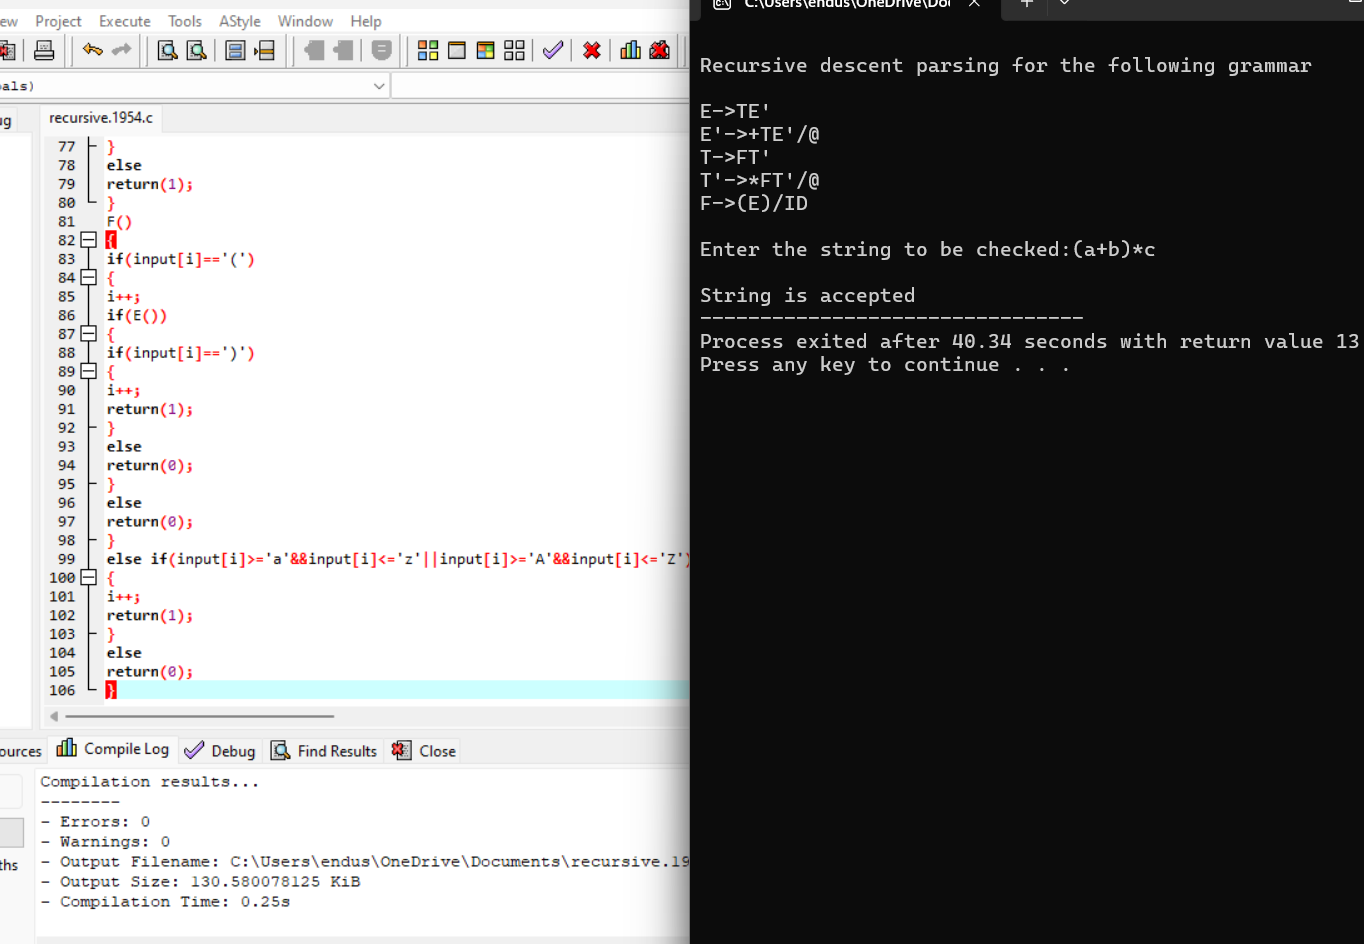 Project Execute Tools AStyle Window Help
recursive.1954.c
77 }
78 else
79 return(1);
80 }
81 F()
82 {
83 if(input[i]=='(')
84 {
85 i++;
86 if(E())
87 {
88 if(input[i]==')')
89 {
90 i++;
91 return(1);
92 }
93 else
94 return(0);
95 }
96 else
97 return(0);
98 }
99 else if(input[i]>='a'&&input[i]<='z'||input[i]>='A'&&input[i]<='Z')
100 {
101 i++;
102 return(1);
103 }
104 else
105 return(0);
106 }
Compile Log Debug Find Results Close
Compilation results...
--------
- Errors: 0
- Warnings: 0
- Output Filename: C:\Users\endus\OneDrive\Documents\recursive.19
- Output Size: 130.580078125 KiB
- Compilation Time: 0.25s
C:\Users\endus\OneDrive\Do
Recursive descent parsing for the following grammar
E->TE'
E'->+TE'/@
T->FT'
T'->*FT'/@
F->(E)/ID
Enter the string to be checked:(a+b)*c
String is accepted
--------------------------------
Process exited after 40.34 seconds with return value 13
Press any key to continue . . .